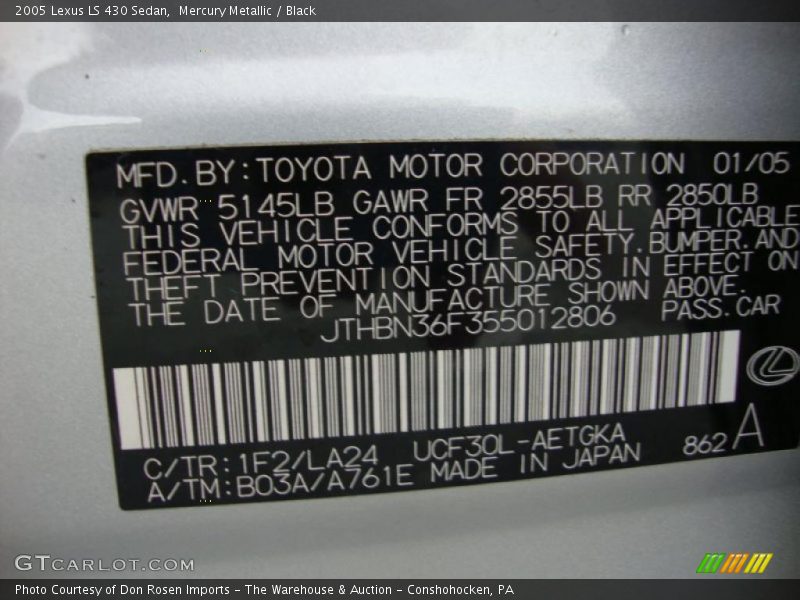 2005 Lexus LS 430 Sedan, Mercury Metallic / Black
MFD.BY:TOYOTA MOTOR CORPORATION 01/05
GVWR 5145LB GAWR FR 2855LB RR 2850LB
THIS VEHICLE CONFORMS TO ALL APPLICABLE
FEDERAL MOTOR VEHICLE SAFETY.BUMPER.AND
THEFT PREVENTION STANDARDS IN EFFECT ON
THE DATE OF MANUFACTURE SHOWN ABOVE.
JTHBN36F355012806 PASS.CAR
C/TR:1F2/LA24 UCF30L-AETGKA 862 A
A/TM:B03A/A761E MADE IN JAPAN
GTCARLOT.COM
Photo Courtesy of Don Rosen Imports - The Warehouse & Auction - Conshohocken, PA